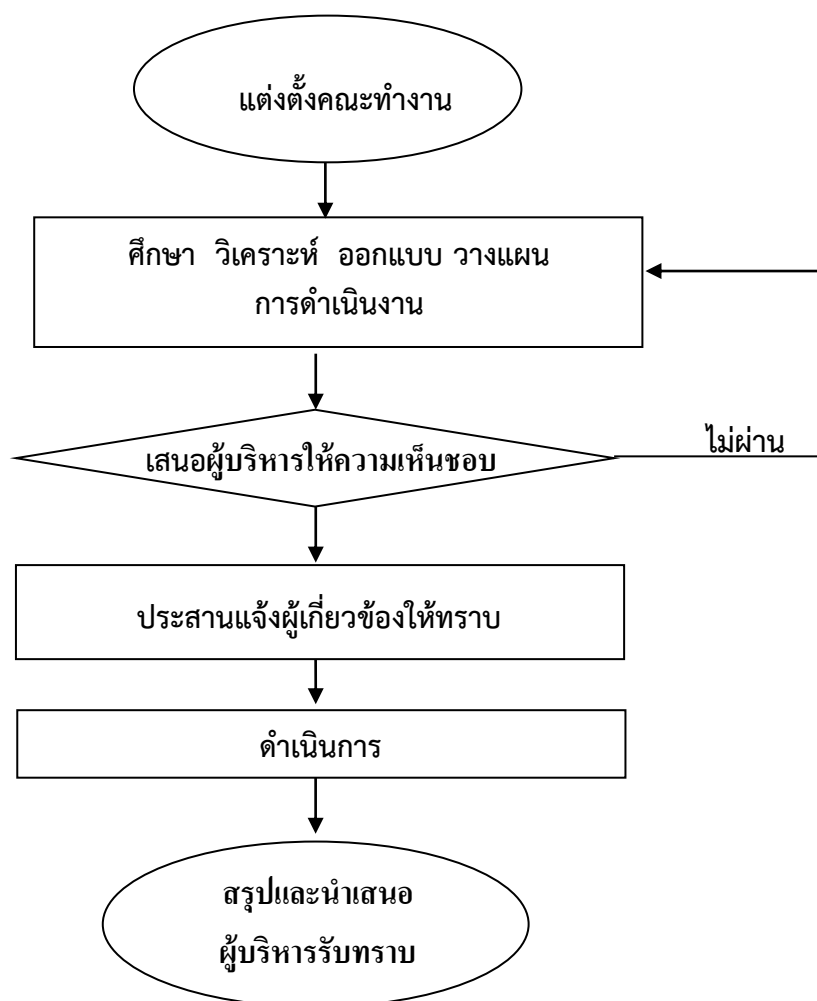 แต่งตั้งคณะทำงาน
ศึกษา วิเคราะห์ ออกแบบ วางแผน
การดำเนินงาน
เสนอผู้บริหารให้ความเห็นชอบ
ไม่ผ่าน
ประสานแจ้งผู้เกี่ยวข้องให้ทราบ
ดำเนินการ
สรุปและนำเสนอ
ผู้บริหารรับทราบ